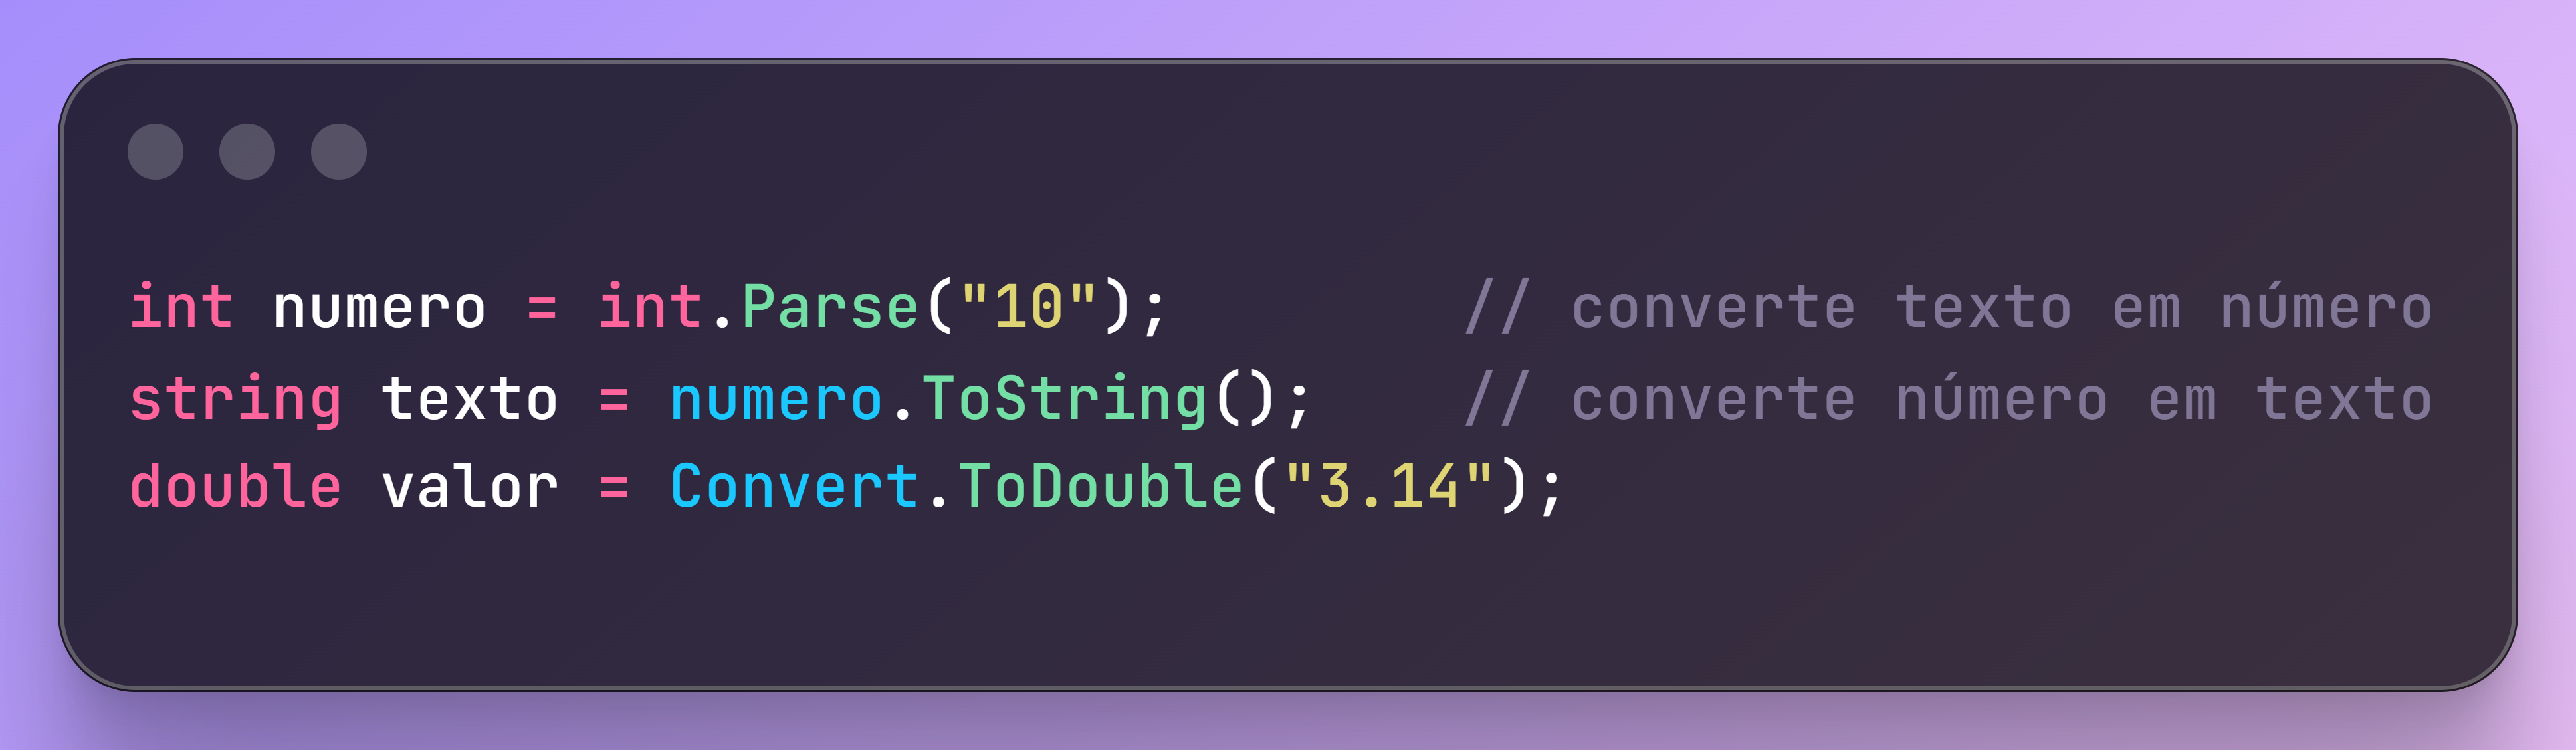 int numero = int.Parse("10");        // converte texto em número
string texto = numero.ToString();    // converte número em texto
double valor = Convert.ToDouble("3.14");